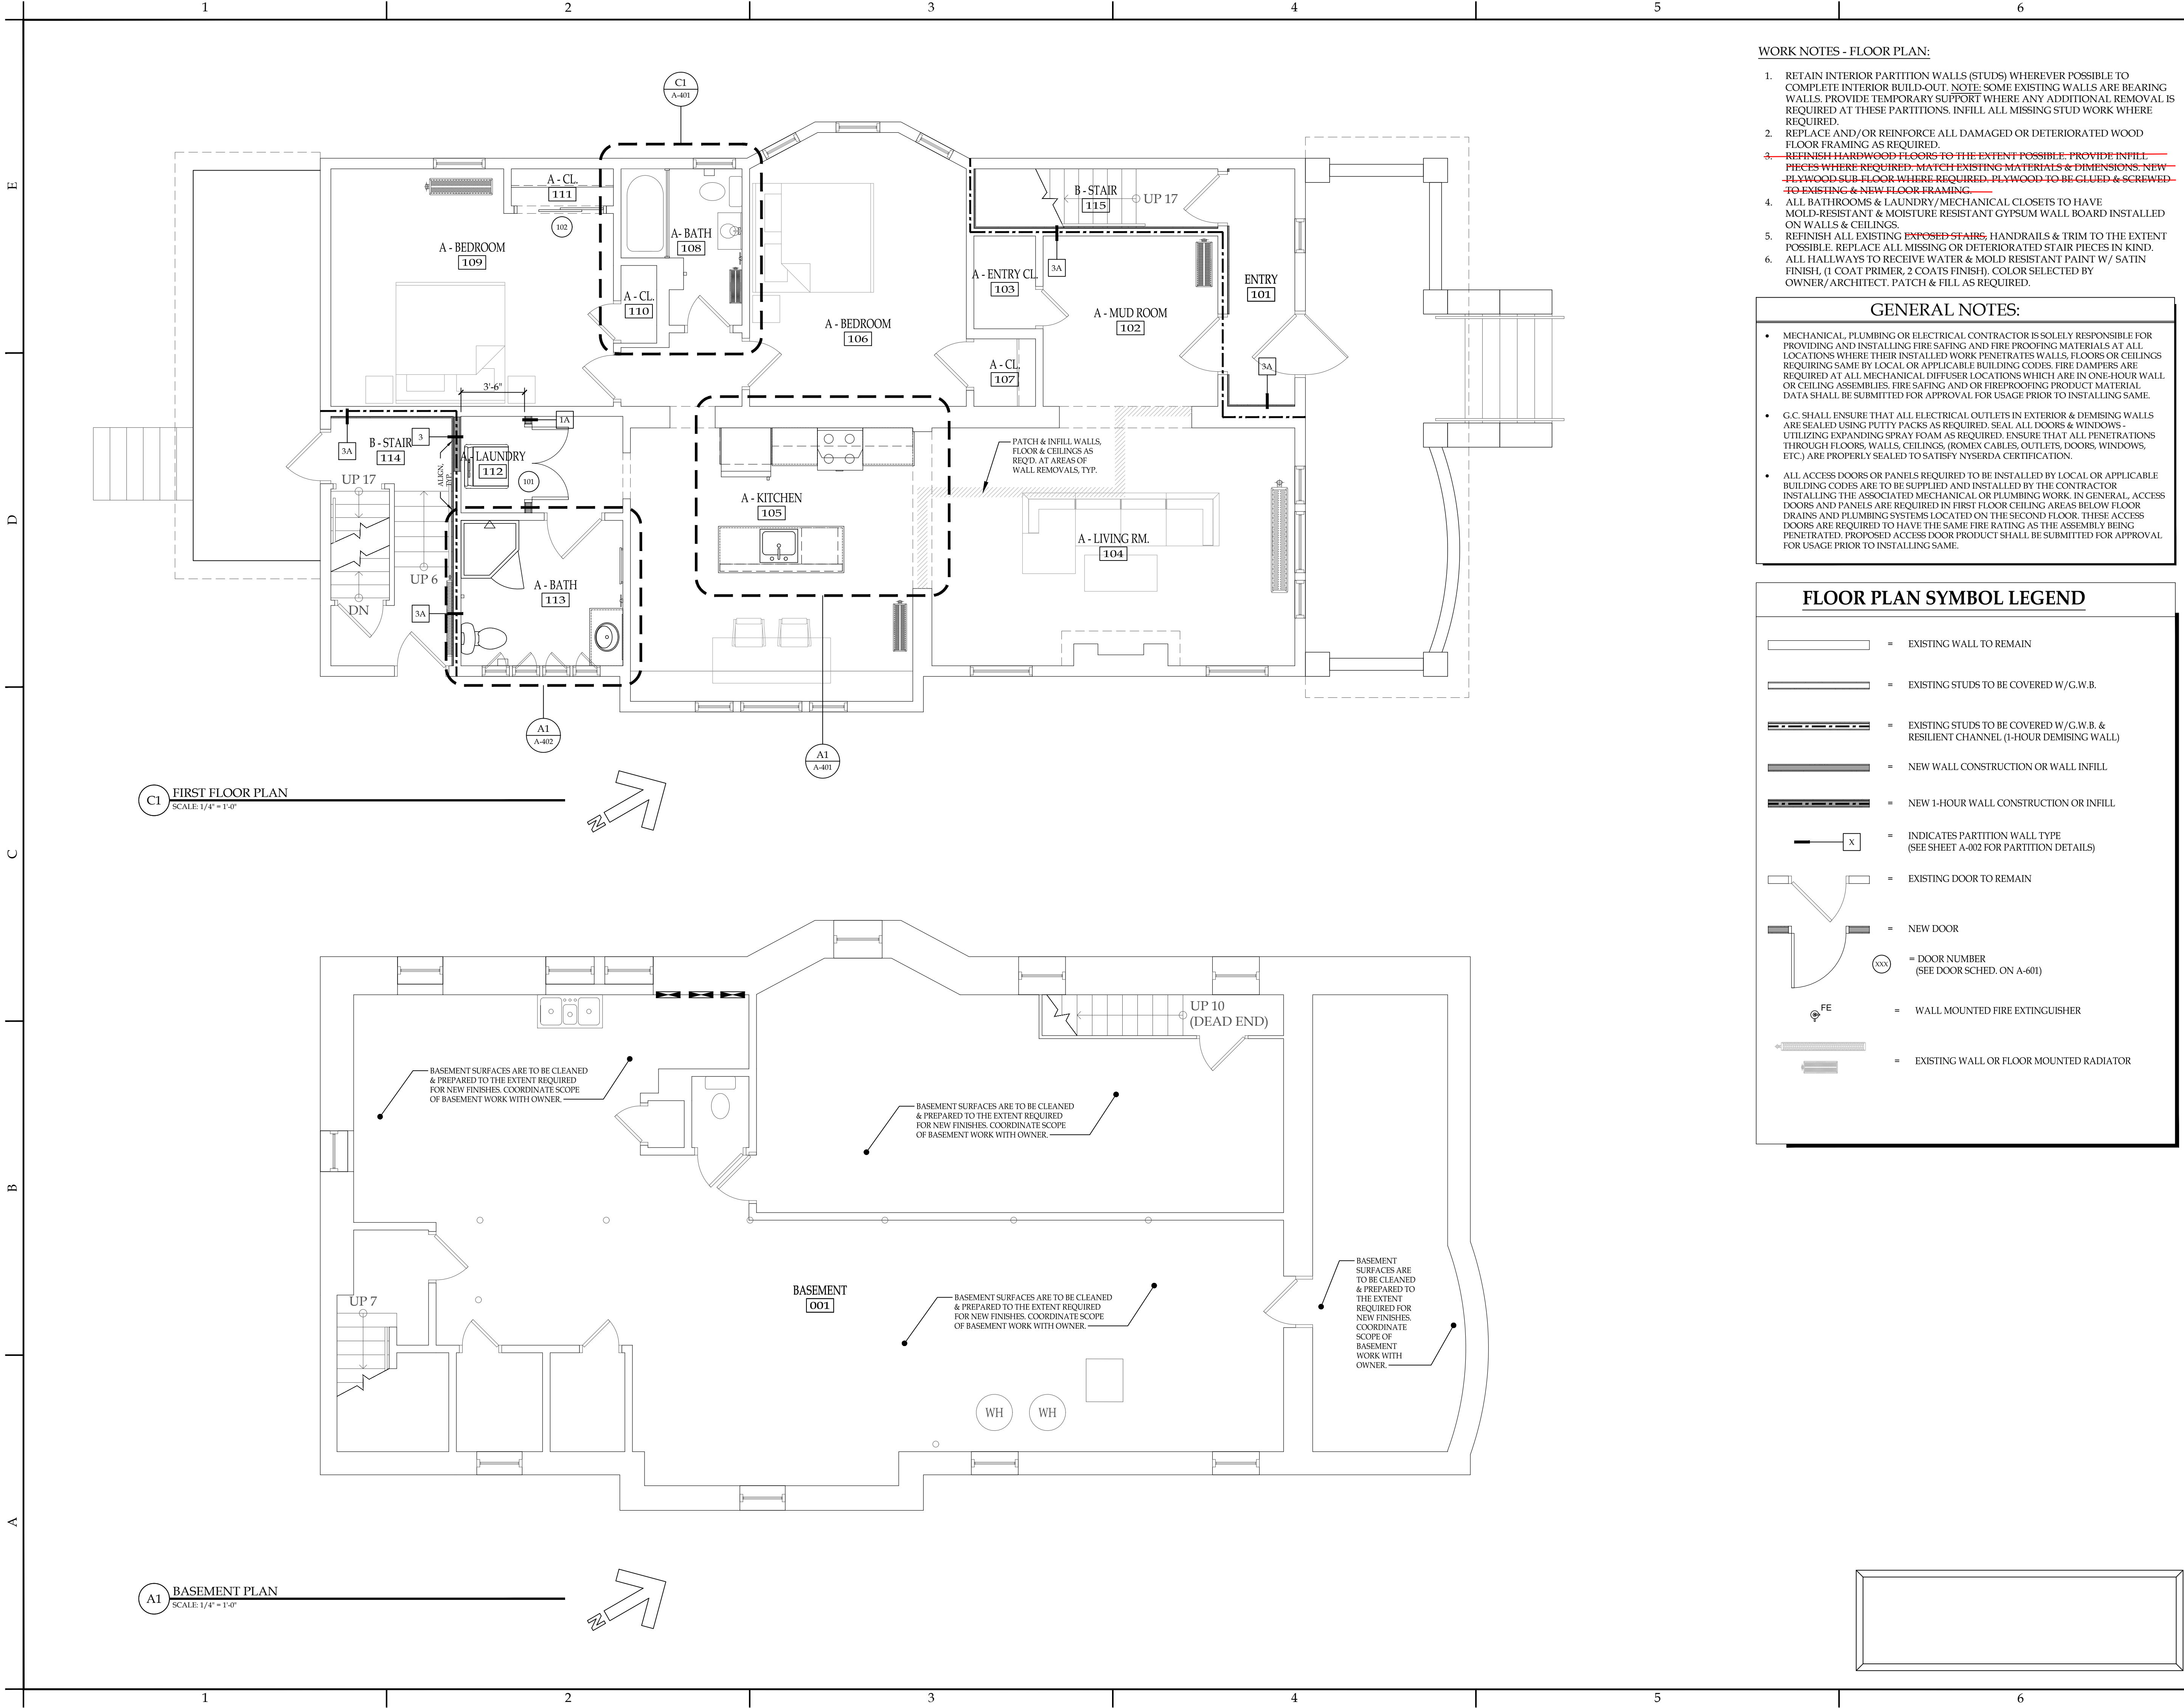 1 2 3 4 5 6
E
D
C
B
A
C1
A-401
A - CL.
111
102
A - BEDROOM
109
A- BATH
108
A - CL.
110
A - BEDROOM
106
B - STAIR
115
UP 17
A - ENTRY CL.
103
3A
A - MUD ROOM
102
ENTRY
101
A - CL.
107
3A
3'-6"
1A
3
3A
B - STAIR
114
A - LAUNDRY
112
101
ALIGN,
TYP.
UP 17
UP 6
DN
3A
A - BATH
113
A - KITCHEN
105
PATCH & INFILL WALLS,
FLOOR & CEILINGS AS
REQ'D. AT AREAS OF
WALL REMOVALS, TYP.
A - LIVING RM.
104
A1
A-402
A1
A-401
C1
FIRST FLOOR PLAN
SCALE: 1/4" = 1'-0"
N
UP 10
(DEAD END)
BASEMENT SURFACES ARE TO BE CLEANED
& PREPARED TO THE EXTENT REQUIRED
FOR NEW FINISHES. COORDINATE SCOPE
OF BASEMENT WORK WITH OWNER.
BASEMENT SURFACES ARE TO BE CLEANED
& PREPARED TO THE EXTENT REQUIRED
FOR NEW FINISHES. COORDINATE SCOPE
OF BASEMENT WORK WITH OWNER.
UP 7
BASEMENT
001
BASEMENT SURFACES ARE TO BE CLEANED
& PREPARED TO THE EXTENT REQUIRED
FOR NEW FINISHES. COORDINATE SCOPE
OF BASEMENT WORK WITH OWNER.
BASEMENT
SURFACES ARE
TO BE CLEANED
& PREPARED TO
THE EXTENT
REQUIRED FOR
NEW FINISHES.
COORDINATE
SCOPE OF
BASEMENT
WORK WITH
OWNER.
WH
WH
A1
BASEMENT PLAN
SCALE: 1/4" = 1'-0"
N
WORK NOTES - FLOOR PLAN:
1. RETAIN INTERIOR PARTITION WALLS (STUDS) WHEREVER POSSIBLE TO
COMPLETE INTERIOR BUILD-OUT. NOTE: SOME EXISTING WALLS ARE BEARING
WALLS. PROVIDE TEMPORARY SUPPORT WHERE ANY ADDITIONAL REMOVAL IS
REQUIRED AT THESE PARTITIONS. INFILL ALL MISSING STUD WORK WHERE
REQUIRED.
2. REPLACE AND/OR REINFORCE ALL DAMAGED OR DETERIORATED WOOD
FLOOR FRAMING AS REQUIRED.
3. REFINISH HARDWOOD FLOORS TO THE EXTENT POSSIBLE. PROVIDE INFILL
PIECES WHERE REQUIRED. MATCH EXISTING MATERIALS & DIMENSIONS. NEW
PLYWOOD SUB FLOOR WHERE REQUIRED. PLYWOOD TO BE GLUED & SCREWED
TO EXISTING & NEW FLOOR FRAMING.
4. ALL BATHROOMS & LAUNDRY/MECHANICAL CLOSETS TO HAVE
MOLD-RESISTANT & MOISTURE RESISTANT GYPSUM WALL BOARD INSTALLED
ON WALLS & CEILINGS.
5. REFINISH ALL EXISTING EXPOSED STAIRS, HANDRAILS & TRIM TO THE EXTENT
POSSIBLE. REPLACE ALL MISSING OR DETERIORATED STAIR PIECES IN KIND.
6. ALL HALLWAYS TO RECEIVE WATER & MOLD RESISTANT PAINT W/ SATIN
FINISH, (1 COAT PRIMER, 2 COATS FINISH). COLOR SELECTED BY
OWNER/ARCHITECT. PATCH & FILL AS REQUIRED.
GENERAL NOTES:
• MECHANICAL, PLUMBING OR ELECTRICAL CONTRACTOR IS SOLELY RESPONSIBLE FOR
PROVIDING AND INSTALLING FIRE SAFING AND FIRE PROOFING MATERIALS AT ALL
LOCATIONS WHERE THEIR INSTALLED WORK PENETRATES WALLS, FLOORS OR CEILINGS
REQUIRING SAME BY LOCAL OR APPLICABLE BUILDING CODES. FIRE DAMPERS ARE
REQUIRED AT ALL MECHANICAL DIFFUSER LOCATIONS WHICH ARE IN ONE-HOUR WALL
OR CEILING ASSEMBLIES. FIRE SAFING AND OR FIREPROOFING PRODUCT MATERIAL
DATA SHALL BE SUBMITTED FOR APPROVAL FOR USAGE PRIOR TO INSTALLING SAME.
• G.C. SHALL ENSURE THAT ALL ELECTRICAL OUTLETS IN EXTERIOR & DEMISING WALLS
ARE SEALED USING PUTTY PACKS AS REQUIRED. SEAL ALL DOORS & WINDOWS -
UTILIZING EXPANDING SPRAY FOAM AS REQUIRED. ENSURE THAT ALL PENETRATIONS
THROUGH FLOORS, WALLS, CEILINGS, (ROMEX CABLES, OUTLETS, DOORS, WINDOWS,
ETC.) ARE PROPERLY SEALED TO SATISFY NYSERDA CERTIFICATION.
• ALL ACCESS DOORS OR PANELS REQUIRED TO BE INSTALLED BY LOCAL OR APPLICABLE
BUILDING CODES ARE TO BE SUPPLIED AND INSTALLED BY THE CONTRACTOR
INSTALLING THE ASSOCIATED MECHANICAL OR PLUMBING WORK. IN GENERAL, ACCESS
DOORS AND PANELS ARE REQUIRED IN FIRST FLOOR CEILING AREAS BELOW FLOOR
DRAINS AND PLUMBING SYSTEMS LOCATED ON THE SECOND FLOOR. THESE ACCESS
DOORS ARE REQUIRED TO HAVE THE SAME FIRE RATING AS THE ASSEMBLY BEING
PENETRATED. PROPOSED ACCESS DOOR PRODUCT SHALL BE SUBMITTED FOR APPROVAL
FOR USAGE PRIOR TO INSTALLING SAME.
FLOOR PLAN SYMBOL LEGEND
= EXISTING WALL TO REMAIN
= EXISTING STUDS TO BE COVERED W/G.W.B.
= EXISTING STUDS TO BE COVERED W/G.W.B. &
RESILIENT CHANNEL (1-HOUR DEMISING WALL)
= NEW WALL CONSTRUCTION OR WALL INFILL
= NEW 1-HOUR WALL CONSTRUCTION OR INFILL
X = INDICATES PARTITION WALL TYPE
(SEE SHEET A-002 FOR PARTITION DETAILS)
= EXISTING DOOR TO REMAIN
= NEW DOOR
XXX = DOOR NUMBER
(SEE DOOR SCHED. ON A-601)
FE = WALL MOUNTED FIRE EXTINGUISHER
= EXISTING WALL OR FLOOR MOUNTED RADIATOR
1 2 3 4 5 6